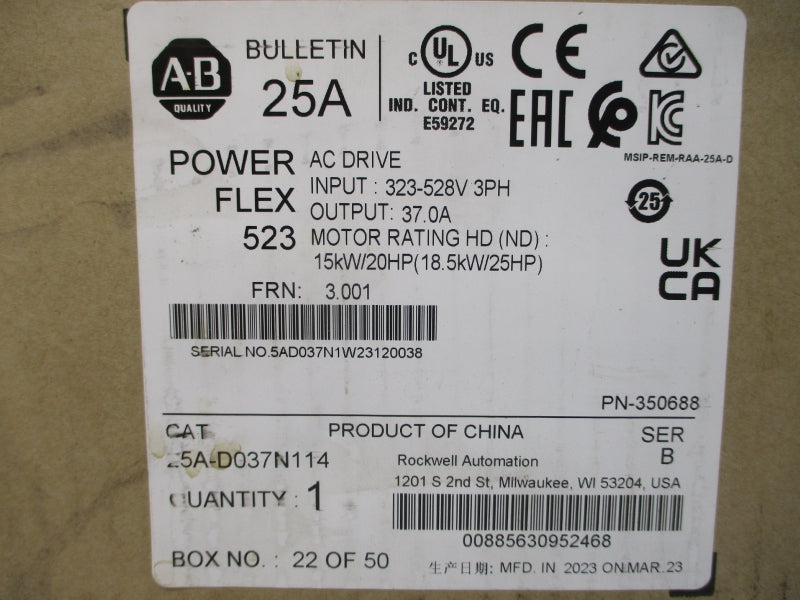 A-B
QUALITY
BULLETIN
25A
C UL US
LISTED
IND. CONT. EQ.
E59272
CE
EAC
KC
MSIP-REM-RAA-25A-D
25
UK
CA
POWER
FLEX
523
AC DRIVE
INPUT : 323-528V 3PH
OUTPUT: 37.0A
MOTOR RATING HD (ND) :
15kW/20HP(18.5kW/25HP)
FRN: 3.001
SERIAL NO.5AD037N1W23120038
PN-350688
CAT
PRODUCT OF CHINA
SER
B
25A-D037N114
Rockwell Automation
1201 S 2nd St, Milwaukee, WI 53204, USA
QUANTITY : 1
00885630952468
BOX NO. : 22 OF 50
生产日期: MFD. IN 2023 ON MAR. 23